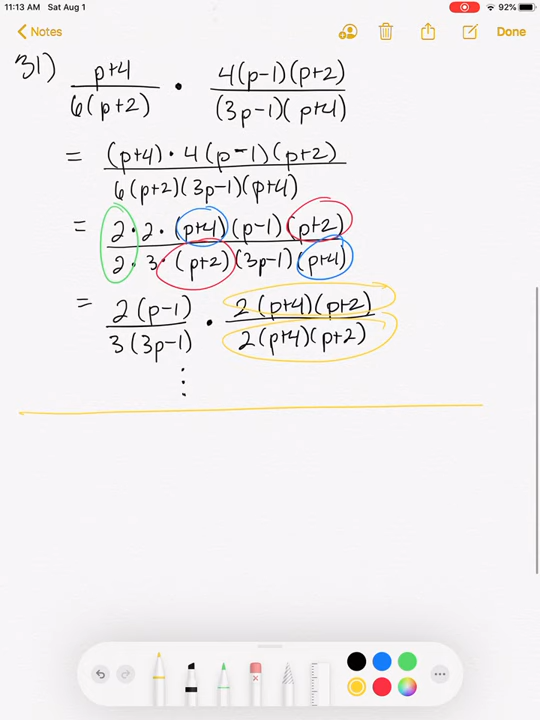 11:13 AM Sat Aug 1
92%
Notes
Done
31) p+4 / 6(p+2) • 4(p-1)(p+2) / (3p-1)(p+4)
= (p+4)•4(p-1)(p+2) / 6(p+2)(3p-1)(p+4)
= 2•2•(p+4)(p-1)(p+2) / 2•3•(p+2)(3p-1)(p+4)
= 2(p-1) / 3(3p-1) • 2(p+4)(p+2) / 2(p+4)(p+2)
⋮